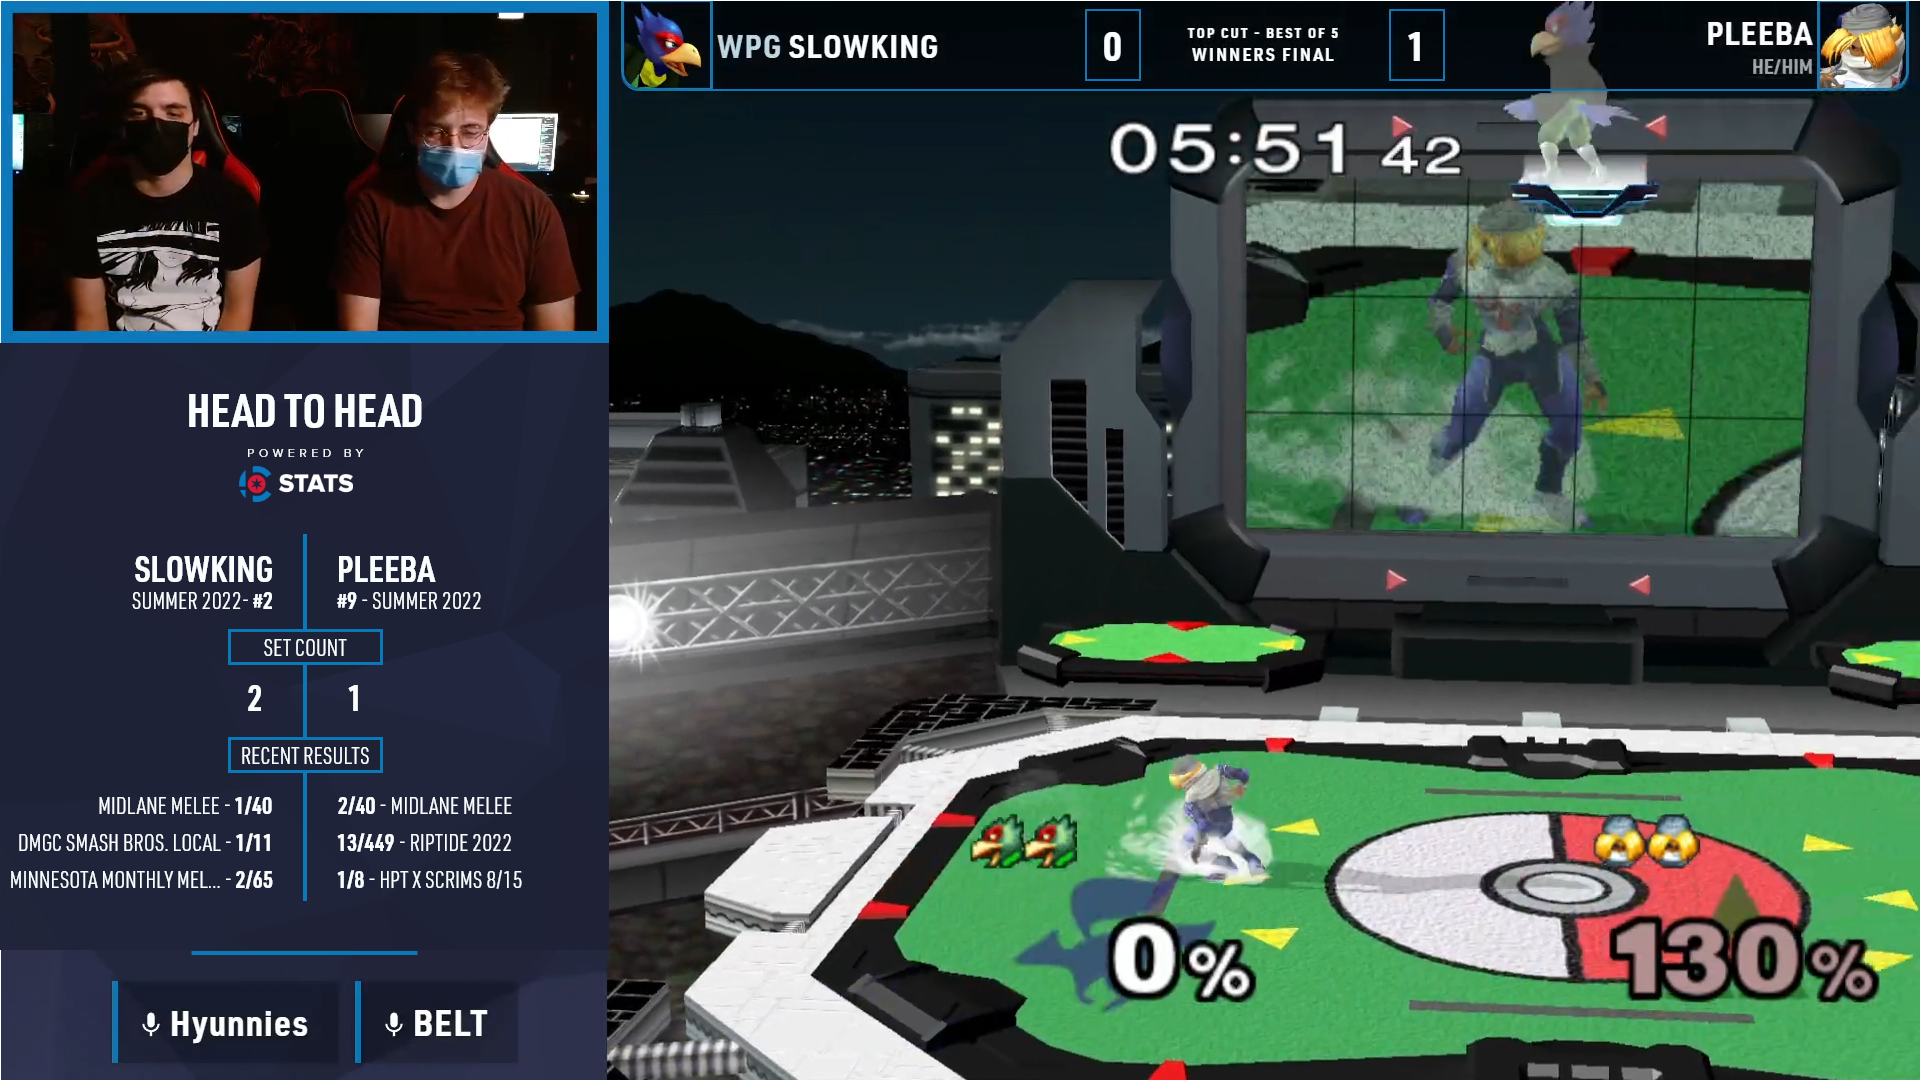 WPG SLOWKING
0
TOP CUT - BEST OF 5
WINNERS FINAL
1
PLEEBA
HE/HIM
05:51 42
HEAD TO HEAD
POWERED BY
STATS
SLOWKING
SUMMER 2022- #2
PLEEBA
#9 - SUMMER 2022
SET COUNT
2
1
RECENT RESULTS
MIDLANE MELEE - 1/40
2/40 - MIDLANE MELEE
DMGC SMASH BROS. LOCAL - 1/11
13/449 - RIPTIDE 2022
MINNESOTA MONTHLY MEL... - 2/65
1/8 - HPT X SCRIMS 8/15
Hyunnies
BELT
0%
130%